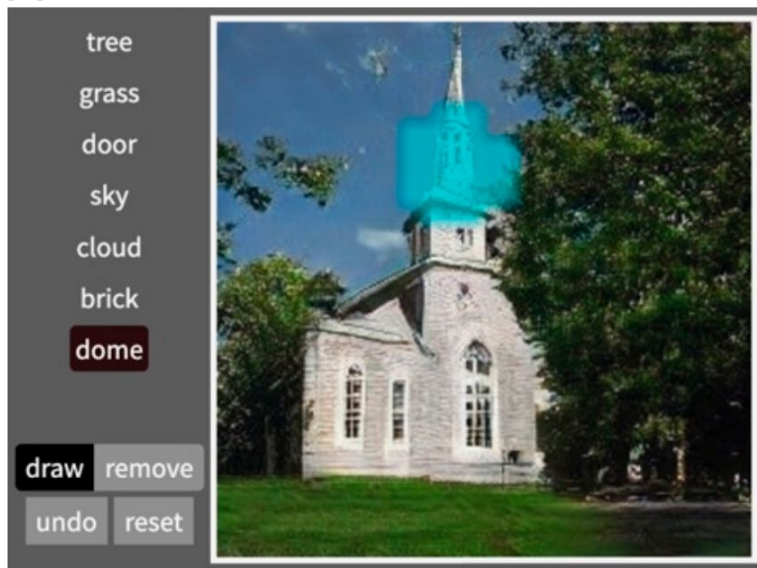 tree
grass
door
sky
cloud
brick
dome
draw remove
undo reset